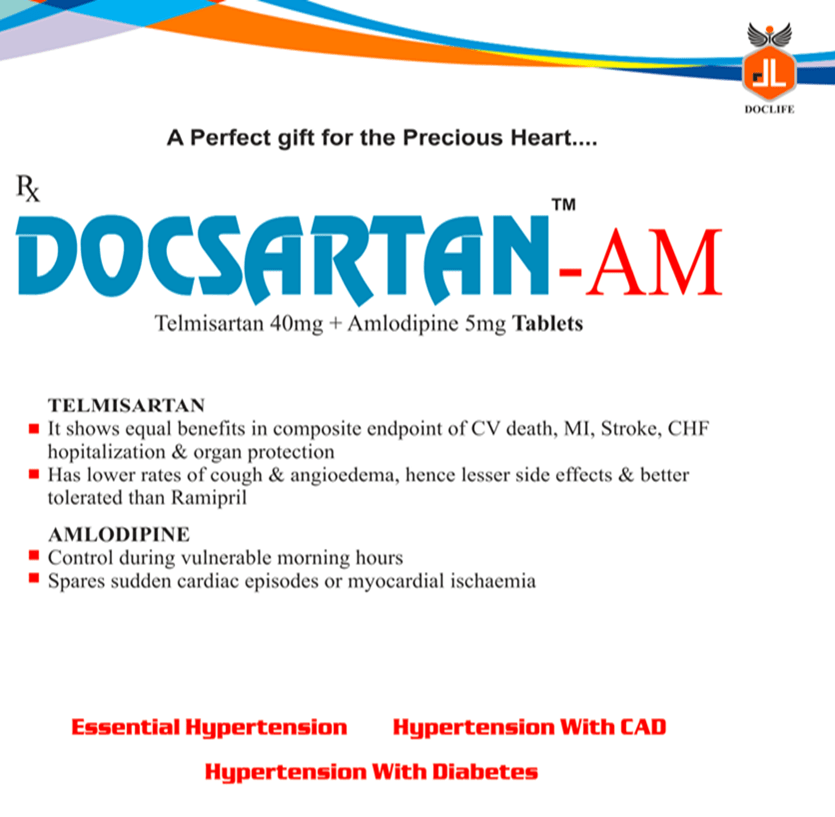 DOCLIFE
A Perfect gift for the Precious Heart....
Rx
DOCSARTAN™-AM
Telmisartan 40mg + Amlodipine 5mg Tablets
TELMISARTAN
It shows equal benefits in composite endpoint of CV death, MI, Stroke, CHF
hopitalization & organ protection
Has lower rates of cough & angioedema, hence lesser side effects & better
tolerated than Ramipril
AMLODIPINE
Control during vulnerable morning hours
Spares sudden cardiac episodes or myocardial ischaemia
Essential Hypertension Hypertension With CAD
Hypertension With Diabetes